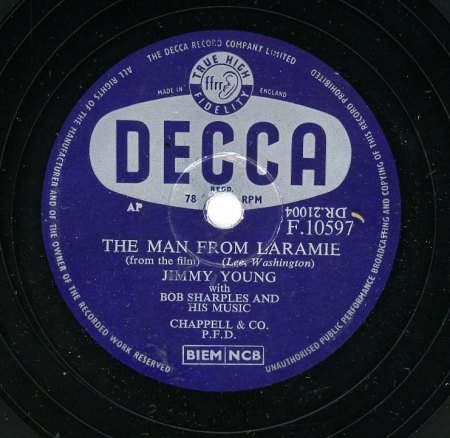 THE DECCA RECORD COMPANY LIMITED
ALL RIGHTS OF THE MANUFACTURER AND OF THE OWNER OF THE RECORDED WORK RESERVED
UNAUTHORISED PUBLIC PERFORMANCE BROADCASTING AND COPYING OF THIS RECORD PROHIBITED
TRUE HIGH
ffrr
FIDELITY
MADE IN ENGLAND
DECCA
REGD.
78 RPM
AP
DR.21004
F.10597
THE MAN FROM LARAMIE
(from the film) (Lee, Washington)
JIMMY YOUNG
with
BOB SHARPLES AND
HIS MUSIC
CHAPPELL & CO.
P.F.D.
BIEM NCB